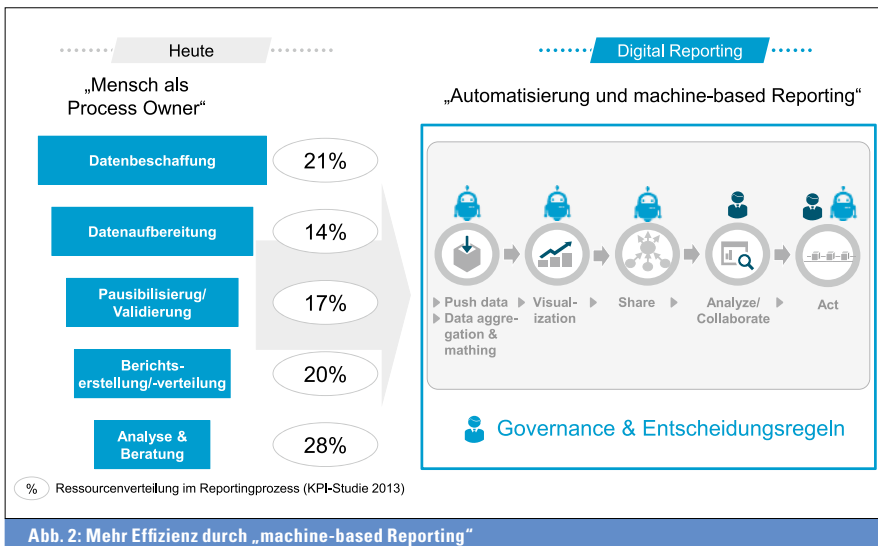 Heute
„Mensch als
Process Owner“
Datenbeschaffung
21%
Datenaufbereitung
14%
Pausibilisierug/
Validierung
17%
Berichts-
erstellung/-verteilung
20%
Analyse &
Beratung
28%
% Ressourcenverteilung im Reportingprozess (KPI-Studie 2013)
Digital Reporting
„Automatisierung und machine-based Reporting“
Push data
Data aggre-
gation &
mathing
Visual-
ization
Share
Analyze/
Collaborate
Act
Governance & Entscheidungsregeln
Abb. 2: Mehr Effizienz durch „machine-based Reporting“